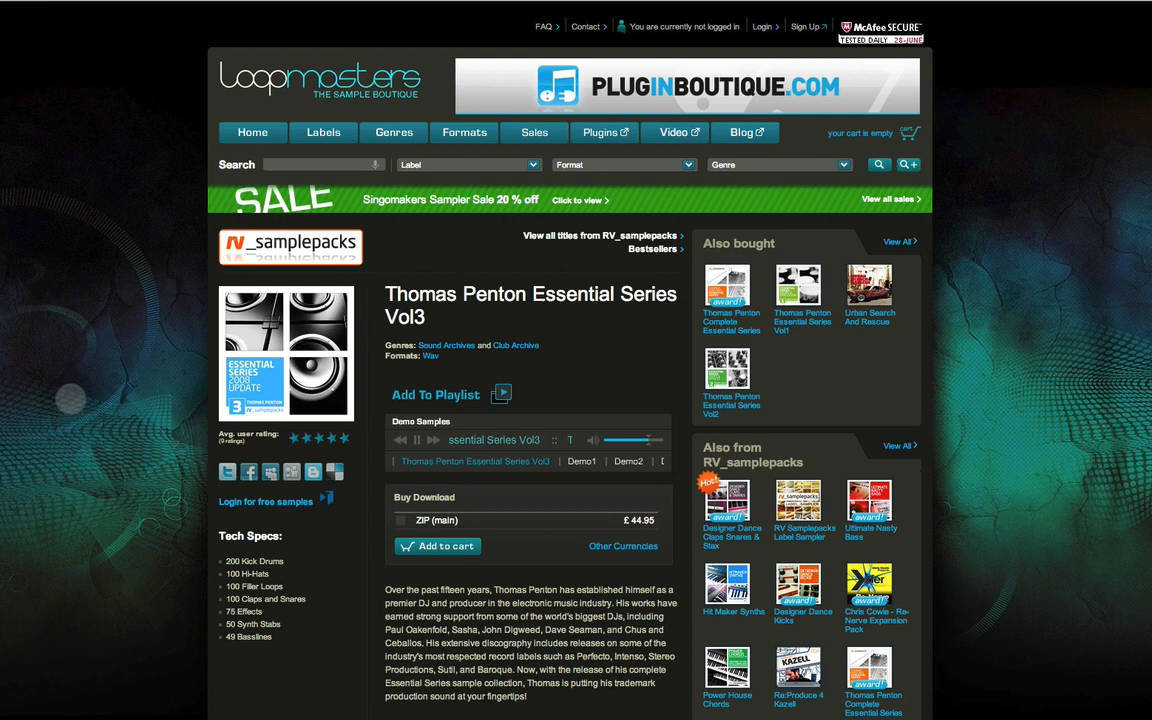 FAQ
Contact
You are currently not logged in
Login
Sign Up
McAfee SECURE
TESTED DAILY 28-JUNE
Loopmasters
THE SAMPLE BOUTIQUE
PLUGINBOUTIQUE.COM
Home
Labels
Genres
Formats
Sales
Plugins
Video
Blog
your cart is empty
cart
Search
Label
Format
Genre
SALE
Singomakers Sampler Sale 20 % off
Click to view
View all sales
rv_samplepacks
View all titles from RV_samplepacks
Bestsellers
ESSENTIAL
SERIES
2008
UPDATE
3 THOMAS PENTON
rv_samplepacks
Avg. user rating:
(9 ratings)
Login for free samples
Tech Specs:
200 Kick Drums
100 Hi-Hats
100 Filler Loops
100 Claps and Snares
75 Effects
50 Synth Stabs
49 Basslines
Thomas Penton Essential Series
Vol3
Genres: Sound Archives and Club Archive
Formats: Wav
Add To Playlist
Demo Samples
ssential Series Vol3 :: T
Thomas Penton Essential Series Vol3 | Demo1 | Demo2 |
Buy Download
ZIP (main)
£ 44.95
Add to cart
Other Currencies
Over the past fifteen years, Thomas Penton has established himself as a
premier DJ and producer in the electronic music industry. His works have
earned strong support from some of the world's biggest DJs, including
Paul Oakenfold, Sasha, John Digweed, Dave Seaman, and Chus and
Ceballos. His extensive discography includes releases on some of the
industry's most respected record labels such as Perfecto, Intenso, Stereo
Productions, Sutil, and Baroque. Now, with the release of his complete
Essential Series sample collection, Thomas is putting his trademark
production sound at your fingertips!
Also bought
View All
award!
Thomas Penton
Complete
Essential Series
Thomas Penton
Essential Series
Vol1
Urban Search
And Rescue
Thomas Penton
Essential Series
Vol2
Also from
RV_samplepacks
View All
Hot!
award!
Designer Dance
Claps Snares &
Stax
rv_samplepacks
RV Samplepacks
Label Sampler
award!
Ultimate Nasty
Bass
Hit Maker Synths
award!
Designer Dance
Kicks
award!
Chris Cowie - Re-
Nerve Expansion
Pack
Power House
Chords
KAZELL
Re:Produce 4
Kazell
award!
Thomas Penton
Complete
Essential Series